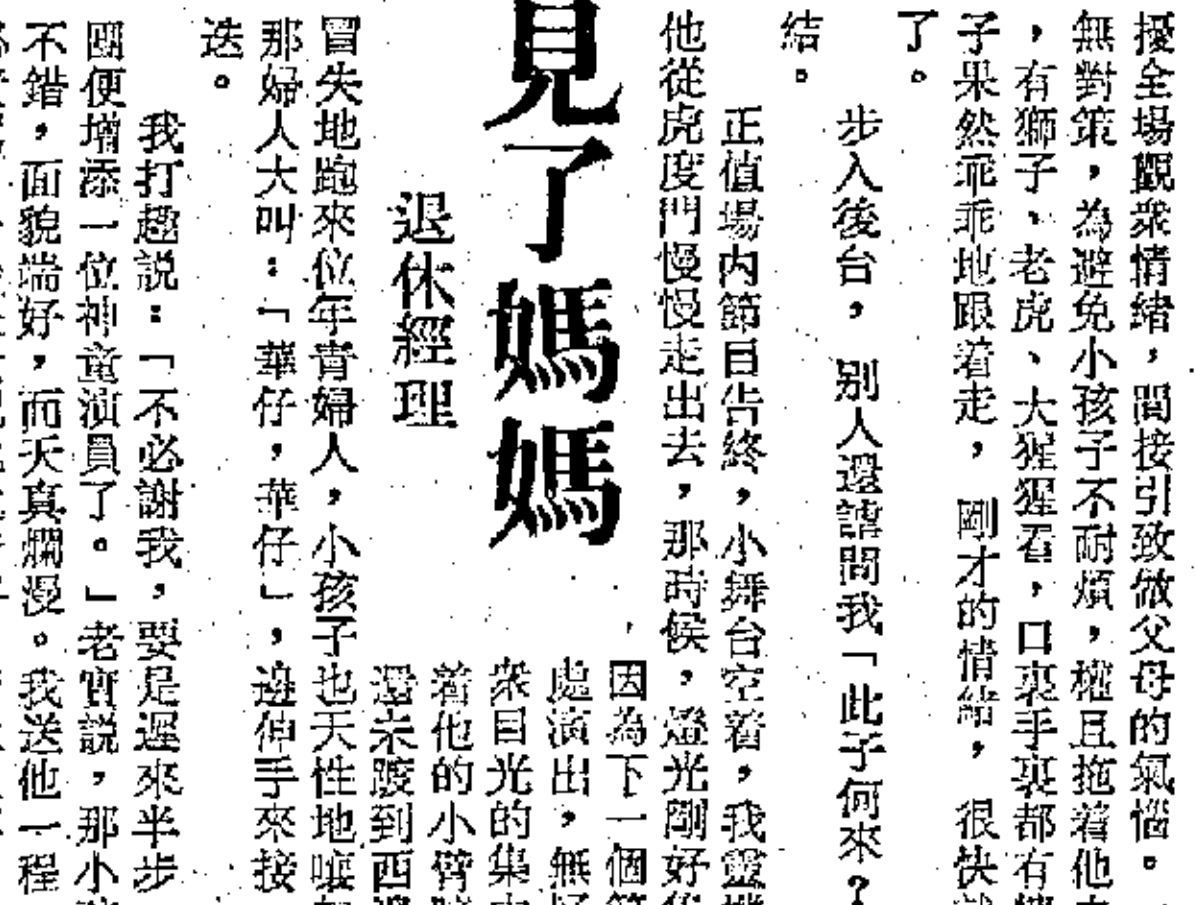 擾全場觀衆情緒，間接引致做父母的氣惱。
無對策，為避免小孩子不耐煩，權且拖着他
，有獅子、老虎、大猩猩看，口裏手裏都有
子果然乖乖地跟着走，剛才的情緒，很快
了。
步入後台，別人還譸問我「此子何來？
結。
正值場內節目告終，小舞台空着，我靈機
他從虎度門慢慢走出去，那時候，燈光剛好
因為下一個節
處演出，無
衆目光的集中
着他的小臂
還未踱到西邊
見了媽媽
退休經理
冒失地跑來位年青婦人，小孩子也天性地嚷
那婦人大叫：「華仔，華仔」，邊伸手來接
迭。
我打趣説：「不必謝我，要是遲來半步
團便增添一位神童演員了。」老實説，那小
不錯，面貌端好，而天真爛漫。我送他一程